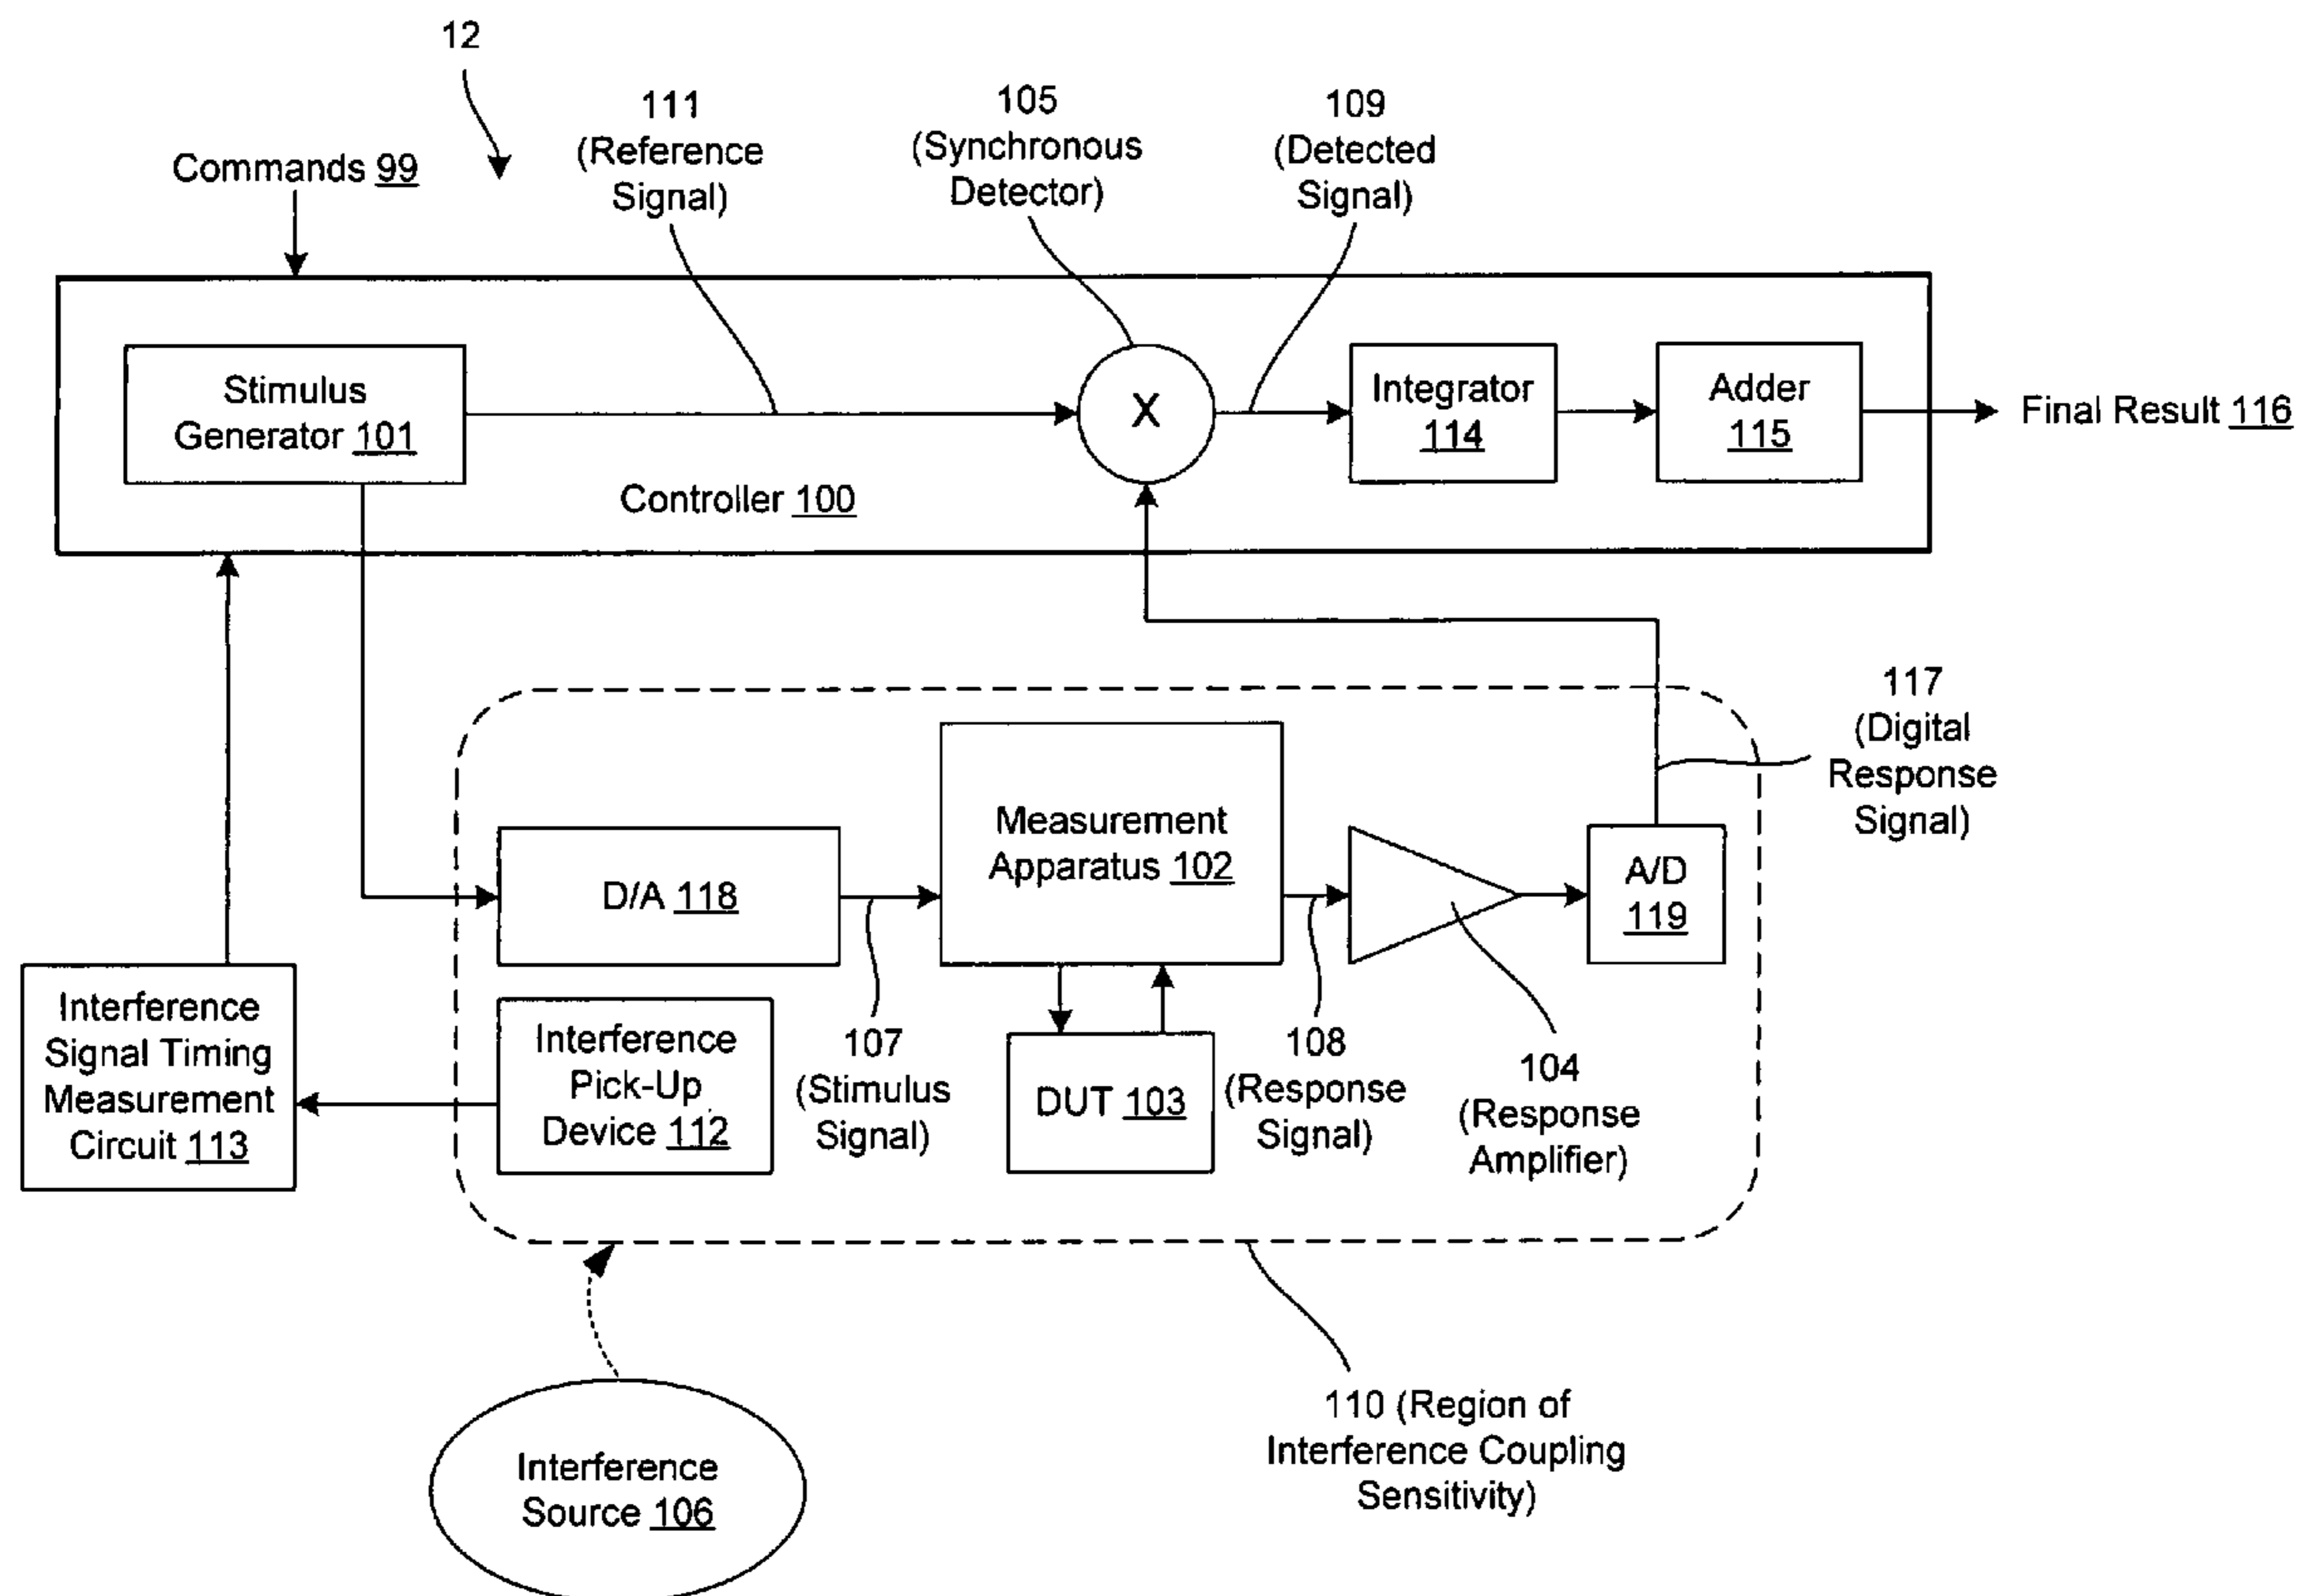 12
111
(Reference
Signal)
105
(Synchronous
Detector)
109
(Detected
Signal)
Commands 99
Stimulus
Generator 101
X
Integrator
114
Adder
115
Final Result 116
Controller 100
117
(Digital
Response
Signal)
Measurement
Apparatus 102
D/A 118
A/D
119
Interference
Signal Timing
Measurement
Circuit 113
Interference
Pick-Up
Device 112
107
(Stimulus
Signal)
DUT 103
108
(Response
Signal)
104
(Response
Amplifier)
110 (Region of
Interference Coupling
Sensitivity)
Interference
Source 106